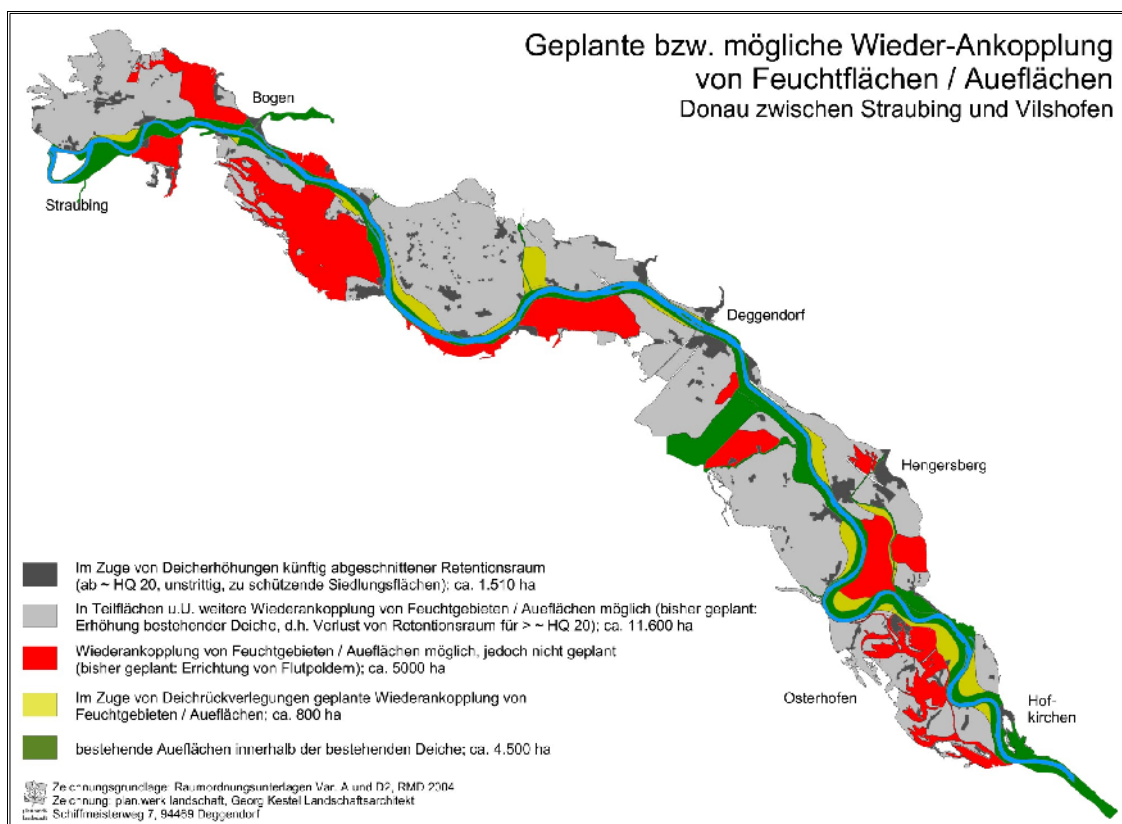 Geplante bzw. mögliche Wieder-Ankopplung
von Feuchtflächen / Aueflächen
Donau zwischen Straubing und Vilshofen
Bogen
Straubing
Deggendorf
Hengersberg
Osterhofen
Hof-
kirchen
Im Zuge von Deicherhöhungen künftig abgeschnittener Retentionsraum
(ab ~ HQ 20, unstrittig, zu schützende Siedlungsflächen); ca. 1.510 ha
In Teilflächen u.U. weitere Wiederankopplung von Feuchtgebieten / Aueflächen möglich (bisher geplant:
Erhöhung bestehender Deiche, d.h. Verlust von Retentionsraum für > ~ HQ 20); ca. 11.600 ha
Wiederankopplung von Feuchtgebieten / Aueflächen möglich, jedoch nicht geplant
(bisher geplant: Errichtung von Flutpoldern); ca. 5000 ha
Im Zuge von Deichrückverlegungen geplante Wiederankopplung von
Feuchtgebieten / Aueflächen; ca. 800 ha
bestehende Aueflächen innerhalb der bestehenden Deiche; ca. 4.500 ha
Zeichnungsgrundlage: Raumordnungsunterlagen Var. A und D2, RMD 2004
Zeichnung: plan.werk landschaft, Georg Kestel Landschaftsarchitekt
Schiffmeisterweg 7, 94469 Deggendorf